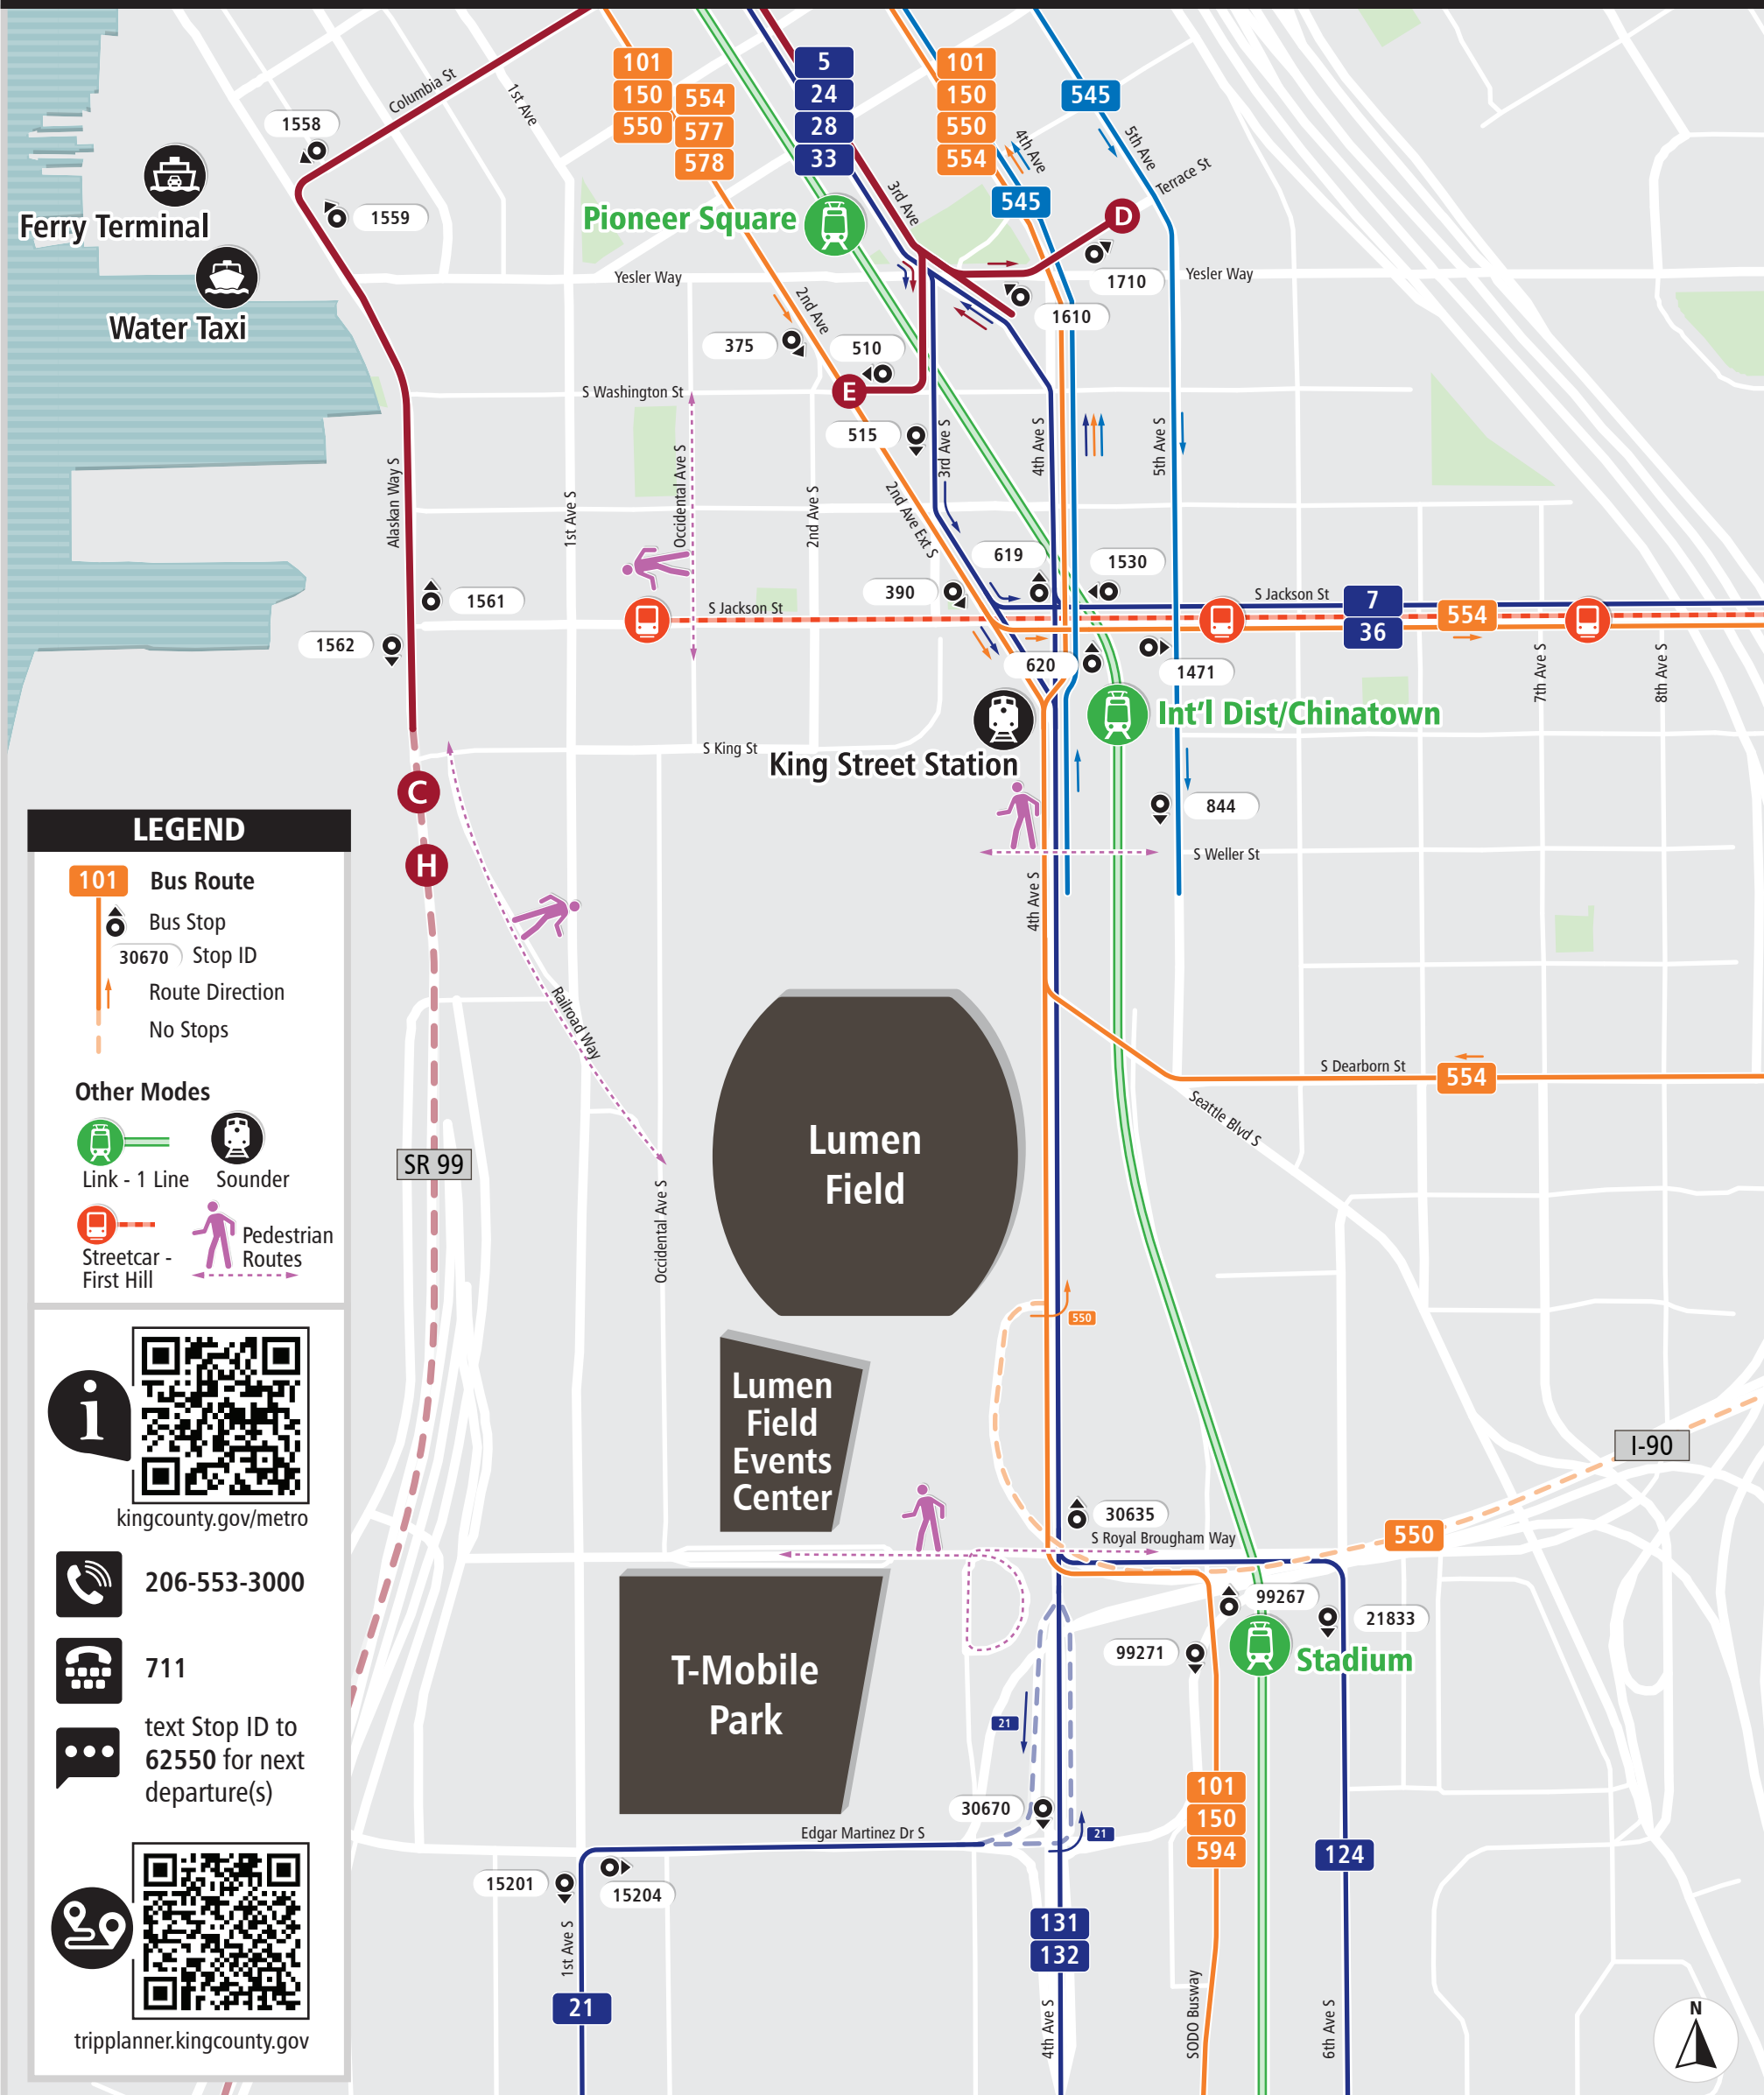 101
150
550
554
577
578
5
24
28
33
101
150
550
554
545
545
Columbia St
1st Ave
4th Ave
5th Ave
Terrace St
1558
1559
Ferry Terminal
Water Taxi
Pioneer Square
3rd Ave
D
1710
1610
Yesler Way
Yesler Way
2nd Ave
375
510
E
S Washington St
515
3rd Ave S
4th Ave S
5th Ave S
Alaskan Way S
1st Ave S
Occidental Ave S
2nd Ave S
2nd Ave Ext S
619
1530
390
1561
1562
S Jackson St
S Jackson St
7
36
554
620
1471
7th Ave S
8th Ave S
Int'l Dist/Chinatown
King Street Station
S King St
844
S Weller St
C
H
4th Ave S
Railroad Way
S Dearborn St
554
Seattle Blvd S
SR 99
Occidental Ave S
Lumen
Field
550
Lumen
Field
Events
Center
I-90
550
30635
S Royal Brougham Way
99267
21833
99271
Stadium
T-Mobile
Park
21
30670
21
Edgar Martinez Dr S
15201
15204
1st Ave S
21
131
132
4th Ave S
101
150
594
SODO Busway
124
6th Ave S
N
LEGEND
101
Bus Route
Bus Stop
30670
Stop ID
Route Direction
No Stops
Other Modes
Link - 1 Line
Sounder
Streetcar -
First Hill
Pedestrian
Routes
i
kingcounty.gov/metro
206-553-3000
711
text Stop ID to
62550 for next
departure(s)
tripplanner.kingcounty.gov